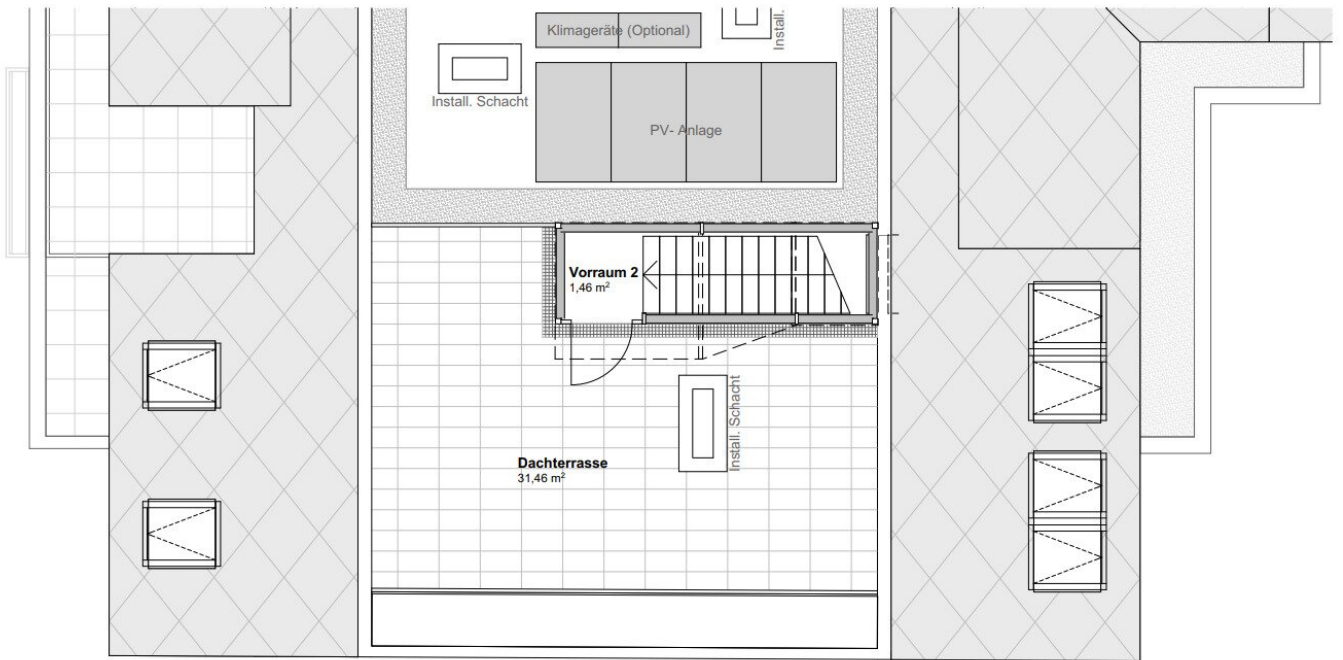 Klimageräte (Optional)
Install.
Install. Schacht
PV- Anlage
Vorraum 2
1,46 m²
Install. Schacht
Dachterrasse
31,46 m²